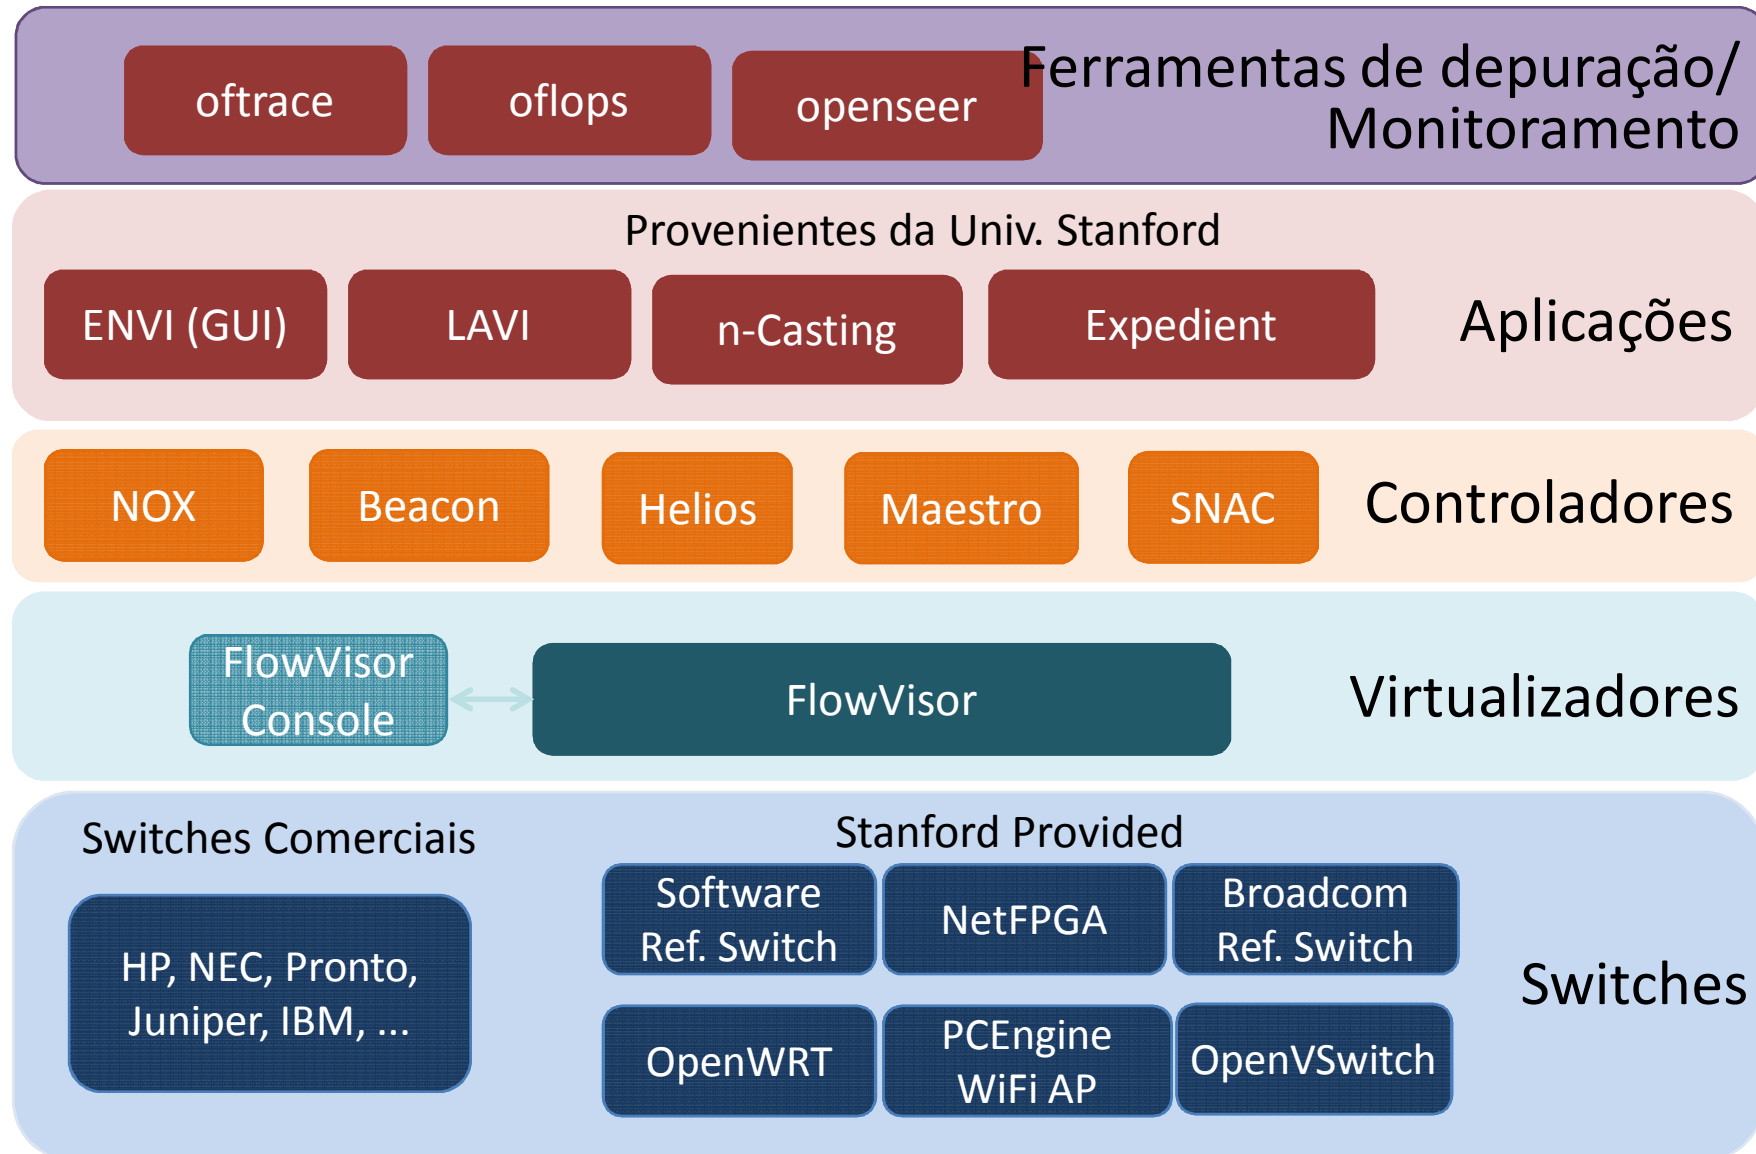 oftrace
oflops
openseer
Ferramentas de depuração/
Monitoramento
Provenientes da Univ. Stanford
ENVI (GUI)
LAVI
n-Casting
Expedient
Aplicações
NOX
Beacon
Helios
Maestro
SNAC
Controladores
FlowVisor
Console
FlowVisor
Virtualizadores
Switches Comerciais
HP, NEC, Pronto,
Juniper, IBM, ...
Stanford Provided
Software
Ref. Switch
NetFPGA
Broadcom
Ref. Switch
OpenWRT
PCEngine
WiFi AP
OpenVSwitch
Switches